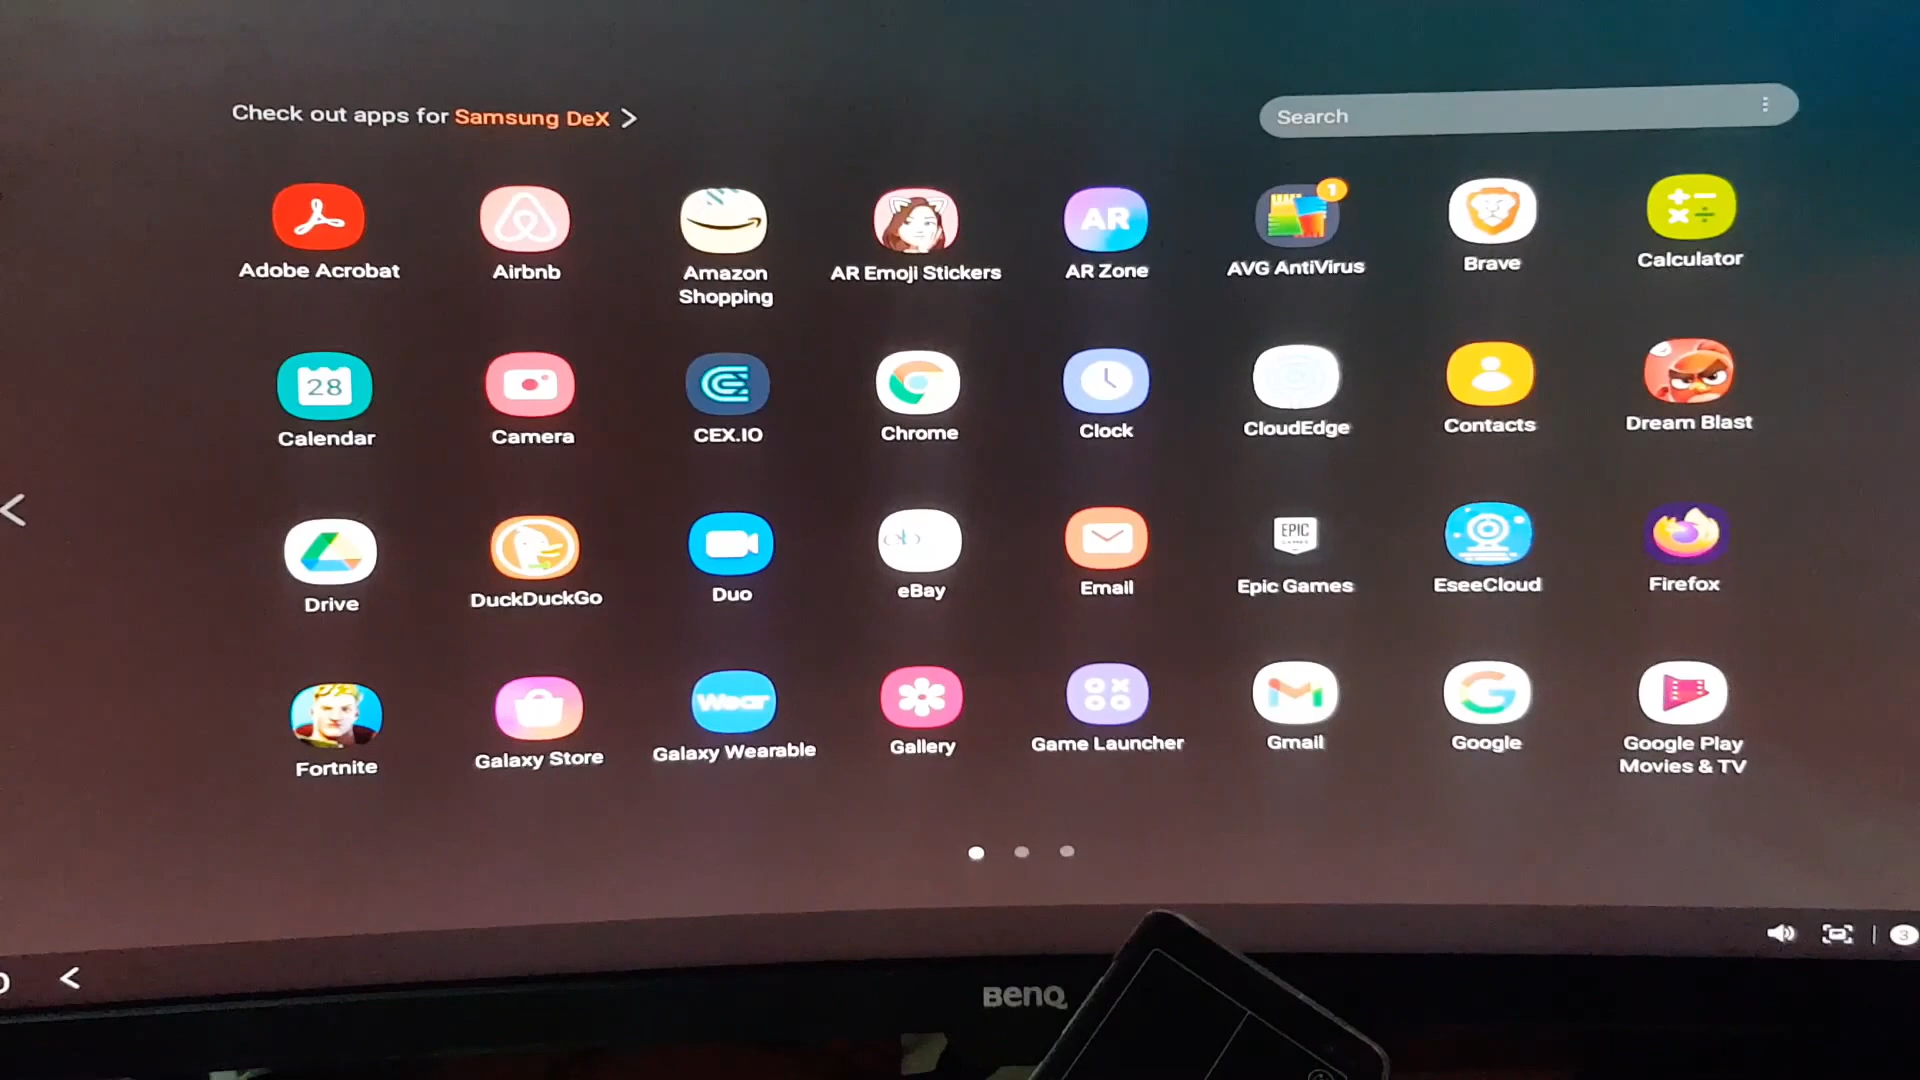 Check out apps for Samsung DeX >
Search
AR
1
Adobe Acrobat
Airbnb
Amazon
Shopping
AR Emoji Stickers
AR Zone
AVG AntiVirus
Brave
Calculator
28
Calendar
Camera
CEX.IO
Chrome
Clock
CloudEdge
Contacts
Dream Blast
EPIC
GAMES
Drive
DuckDuckGo
Duo
eBay
Email
Epic Games
EseeCloud
Firefox
Wear
Fortnite
Galaxy Store
Galaxy Wearable
Gallery
Game Launcher
Gmail
Google
Google Play
Movies & TV
3
BenQ